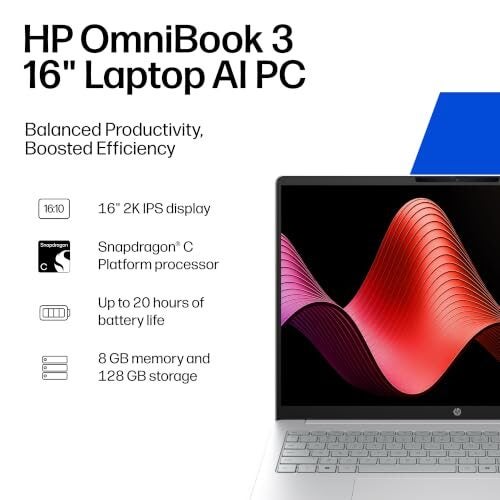 HP OmniBook 3
16" Laptop AI PC
Balanced Productivity,
Boosted Efficiency
16:10
16" 2K IPS display
Snapdragon
C
Snapdragon® C
Platform processor
Up to 20 hours of
battery life
8 GB memory and
128 GB storage
hp